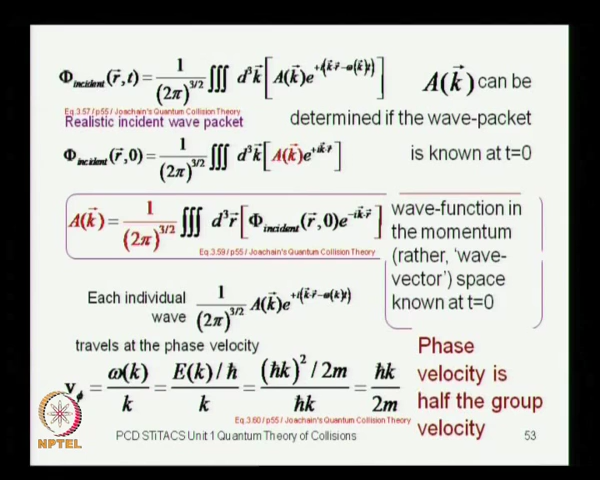 Φ_incident(r⃗,t) = 1/(2π)^{3/2} ∭ d³k⃗ [A(k⃗)e^{+i(k⃗·r⃗−ω(k)t)}] A(k⃗) can be
Eq.3.57/p55/Joachain's Quantum Collision Theory
Realistic incident wave packet determined if the wave-packet
Φ_incident(r⃗,0) = 1/(2π)^{3/2} ∭ d³k⃗ [A(k⃗)e^{+ik⃗·r⃗}] is known at t=0
A(k⃗) = 1/(2π)^{3/2} ∭ d³r⃗ [Φ_incident(r⃗,0)e^{−ik⃗·r⃗}]
Eq.3.59/p55/Joachain's Quantum Collision Theory
wave-function in
the momentum
(rather, 'wave-
vector') space
known at t=0
Each individual
wave 1/(2π)^{3/2} A(k⃗)e^{+i(k⃗·r⃗−ω(k)t)}
travels at the phase velocity
v_ϕ = ω(k)/k = E(k)/ħ / k = (ħk)²/2m / ħk = ħk/2m
Eq.3.60/p55/Joachain's Quantum Collision Theory
Phase
velocity is
half the group
velocity
NPTEL
PCD STiTACS Unit 1 Quantum Theory of Collisions 53